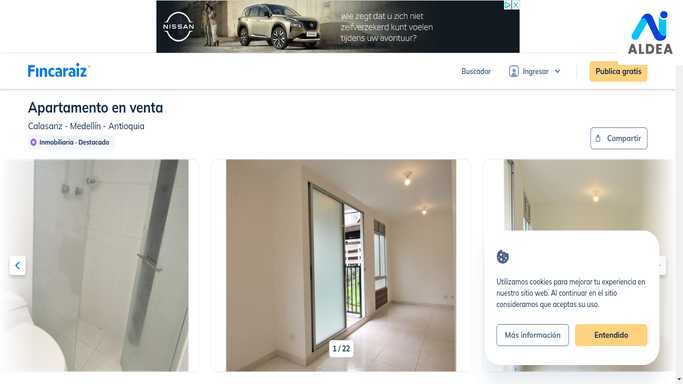 NISSAN
Wie zegt dat u zich niet
zelfverzekerd kunt voelen
tijdens uw avontuur?
ALDEA
Fincaraiz
Buscador
Ingresar
Publica gratis
Apartamento en venta
Calasanz - Medellín - Antioquia
Inmobiliaria - Destacado
Compartir
1 / 22
Utilizamos cookies para mejorar tu experiencia en
nuestro sitio web. Al continuar en el sitio
consideramos que aceptas su uso.
Más información
Entendido